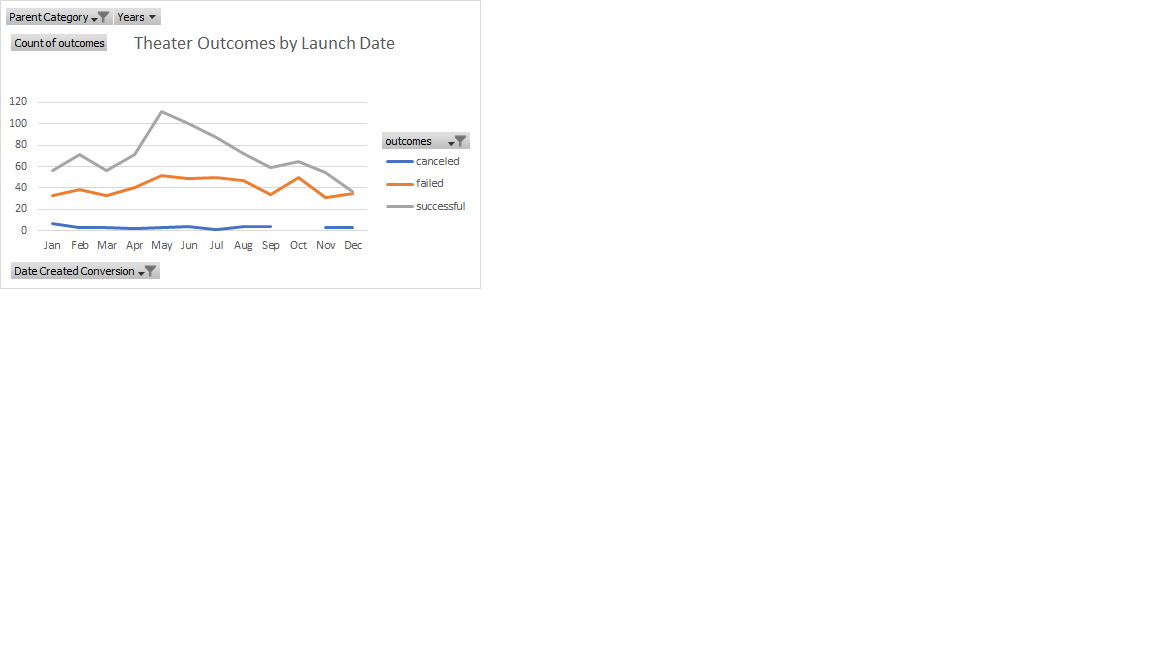 Parent Category Years
Count of outcomes
Theater Outcomes by Launch Date
120
100
80
60
40
20
0
Jan Feb Mar Apr May Jun Jul Aug Sep Oct Nov Dec
outcomes
canceled
failed
successful
Date Created Conversion